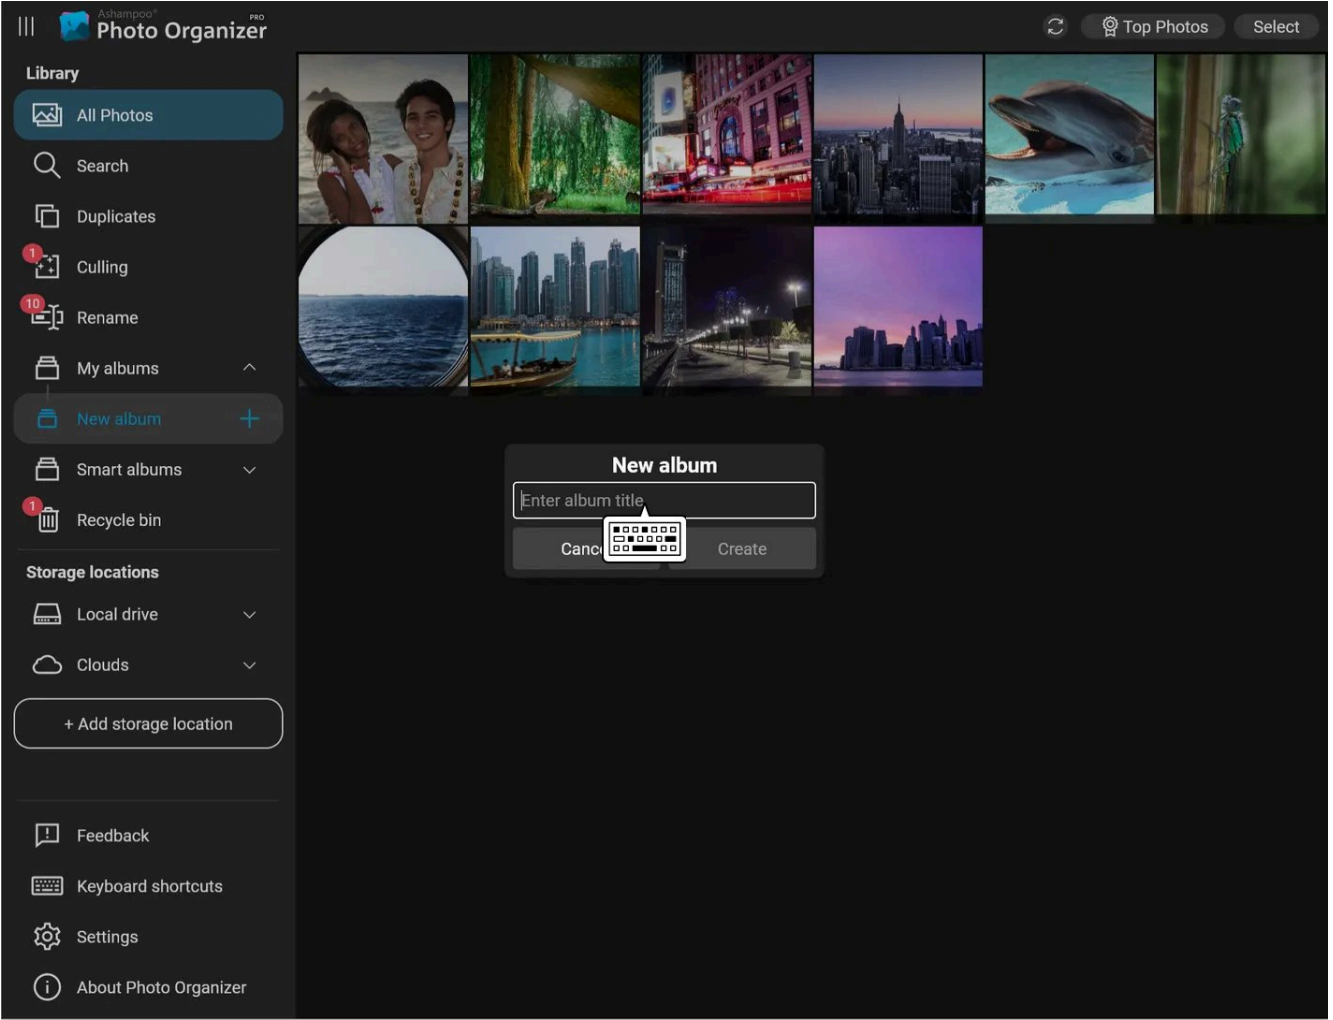 Ashampoo®
Photo Organizer PRO
Top Photos
Select
Library
All Photos
Search
Duplicates
1
Culling
10
Rename
My albums
New album
Smart albums
1
Recycle bin
Storage locations
Local drive
Clouds
+ Add storage location
Feedback
Keyboard shortcuts
Settings
About Photo Organizer
New album
Enter album title
Canc
Create